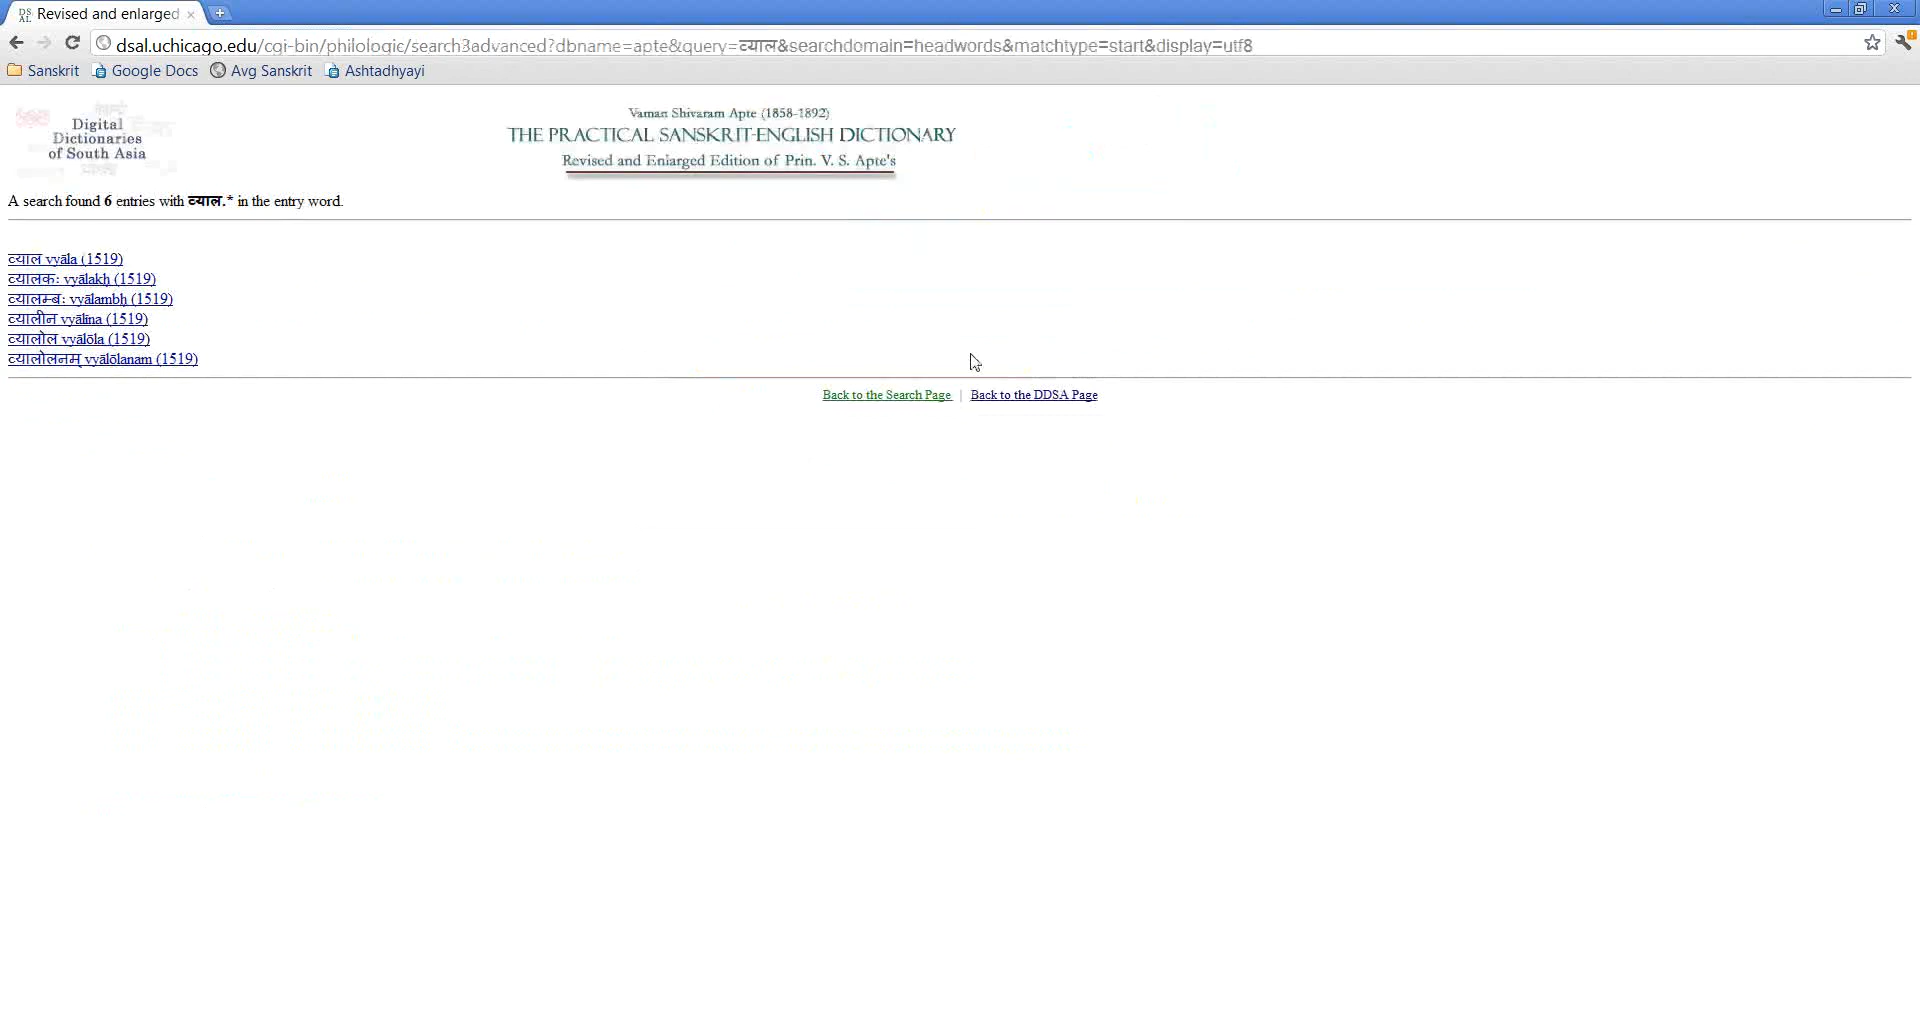 DS AL Revised and enlarged
dsal.uchicago.edu/cgi-bin/philologic/search3advanced?dbname=apte&query=व्याल&searchdomain=headwords&matchtype=start&display=utf8
Sanskrit Google Docs Avg Sanskrit Ashtadhyayi
Digital
Dictionaries
of South Asia
Vaman Shivaram Apte (1858-1892)
THE PRACTICAL SANSKRIT-ENGLISH DICTIONARY
Revised and Enlarged Edition of Prin. V. S. Apte's
A search found 6 entries with व्याल.* in the entry word.
व्याल vyāla (1519)
व्यालकः vyālakḥ (1519)
व्यालम्बः vyālambḥ (1519)
व्यालीन vyālīna (1519)
व्यालोल vyālōla (1519)
व्यालोलनम् vyālōlanam (1519)
Back to the Search Page | Back to the DDSA Page